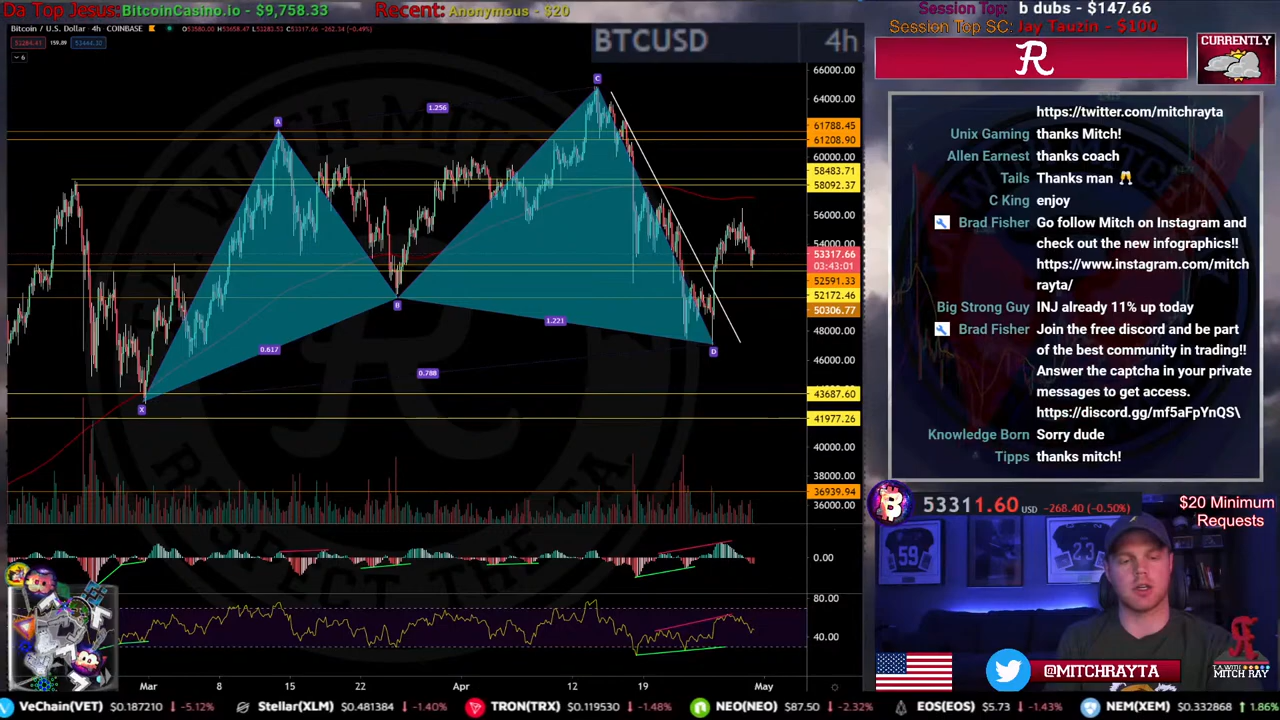 Da Top Jesus:BitcoinCasino.io - $9,758.33
Recent: Anonymous - $20
Session Top: b dubs - $147.66
Session Top SC: Jay Tauzin - $100
Bitcoin / U.S. Dollar · 4h · COINBASE
BTCUSD 4h
CURRENTLY
66000.00
64000.00
61788.45
61208.90
60000.00
58483.71
58092.37
56000.00
54000.00
53317.66
03:43:01
52591.33
52172.46
50306.77
48000.00
46000.00
43687.60
41977.26
40000.00
38000.00
36939.94
36000.00
0.00
80.00
40.00
X
A
B
C
D
1.256
0.617
1.221
0.788
Mar 8 15 22 Apr 12 19 May
https://twitter.com/mitchrayta
Unix Gaming thanks Mitch!
Allen Earnest thanks coach
Tails Thanks man 🥂
C King enjoy
Brad Fisher Go follow Mitch on Instagram and
check out the new infographics!!
https://www.instagram.com/mitch
rayta/
Big Strong Guy INJ already 11% up today
Brad Fisher Join the free discord and be part
of the best community in trading!!
Answer the captcha in your private
messages to get access.
https://discord.gg/mf5aFpYnQS\
Knowledge Born Sorry dude
Tipps thanks mitch!
53311.60 USD -268.40 (-0.50%)
$20 Minimum
Requests
59
23
@MITCHRAYTA
T.A. WITH MITCH RAY
VeChain(VET) $0.187210 -5.12%
Stellar(XLM) $0.481384 -1.40%
TRON(TRX) $0.119530 -1.48%
NEO(NEO) $87.50 -2.32%
EOS(EOS) $5.73 -1.43%
NEM(XEM) $0.332868 1.86%